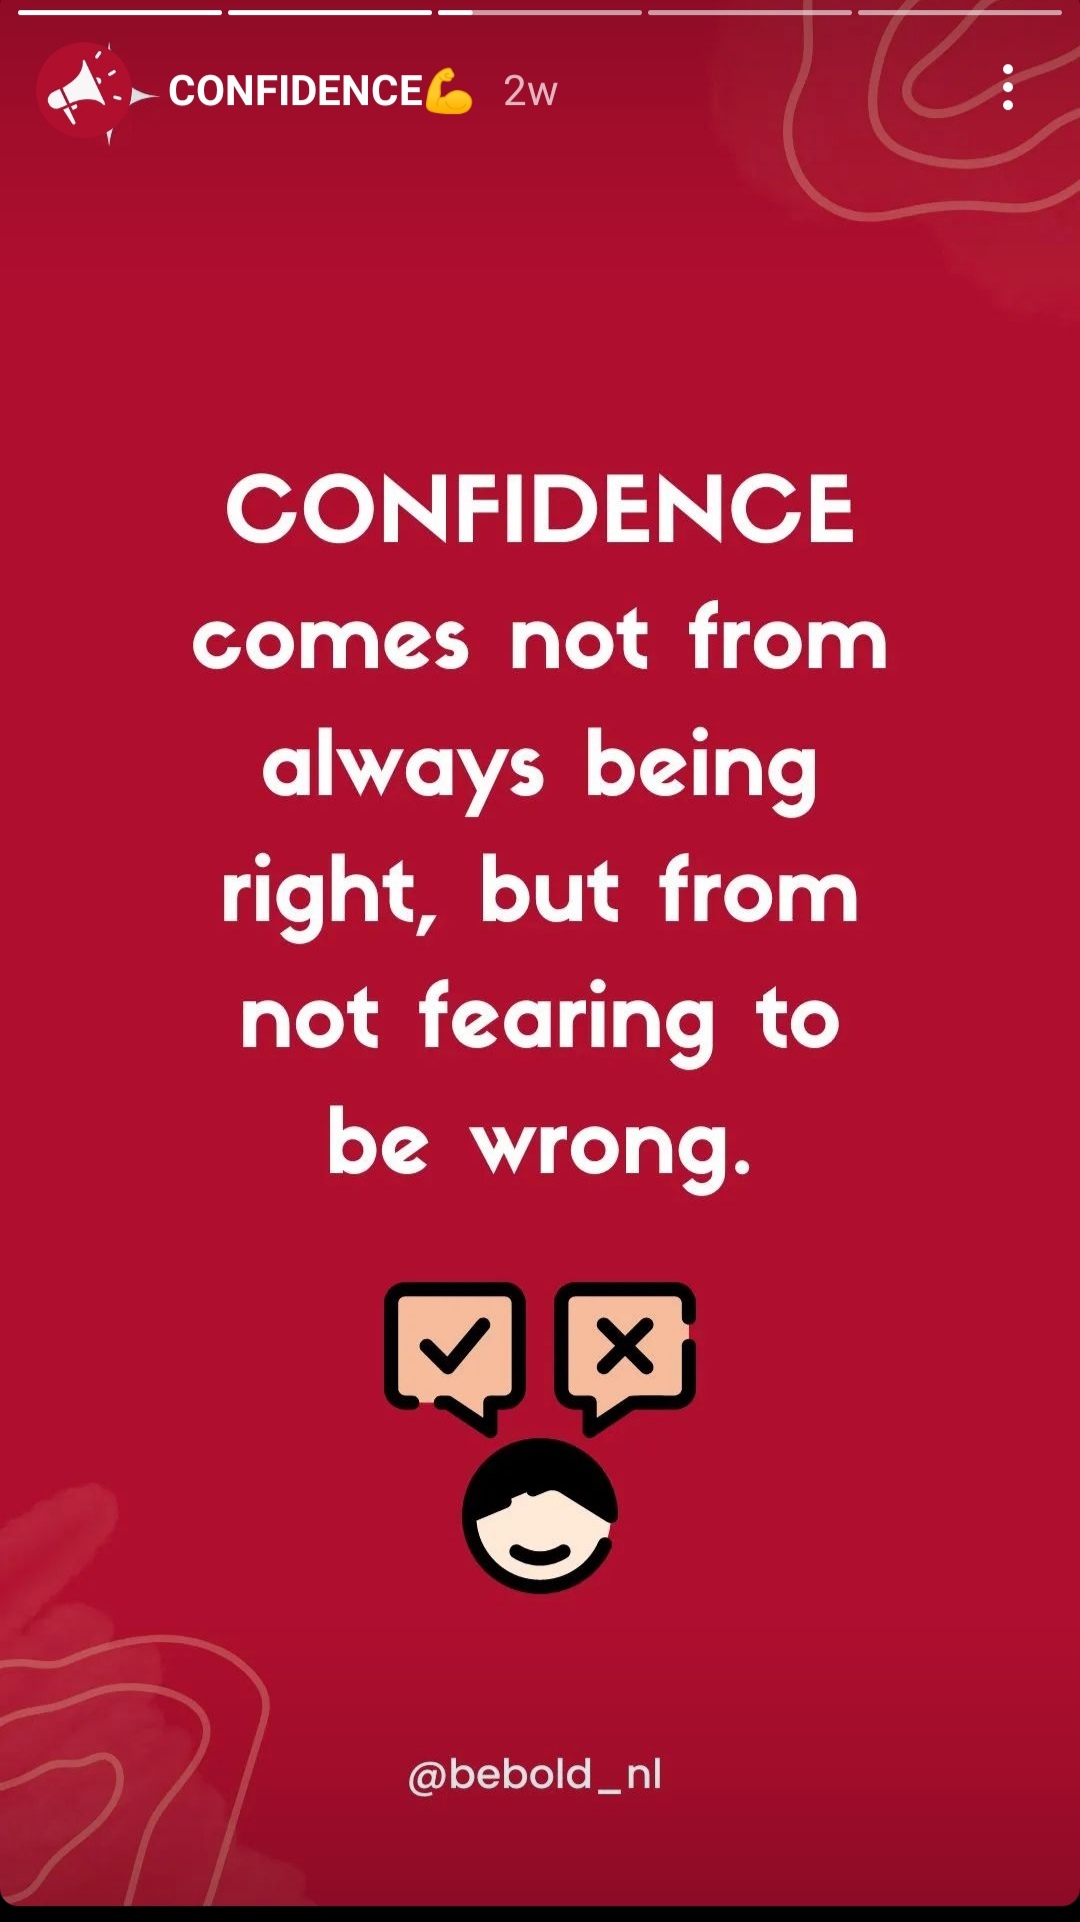 CONFIDENCE💪 2w
CONFIDENCE
comes not from
always being
right, but from
not fearing to
be wrong.
@bebold_nl